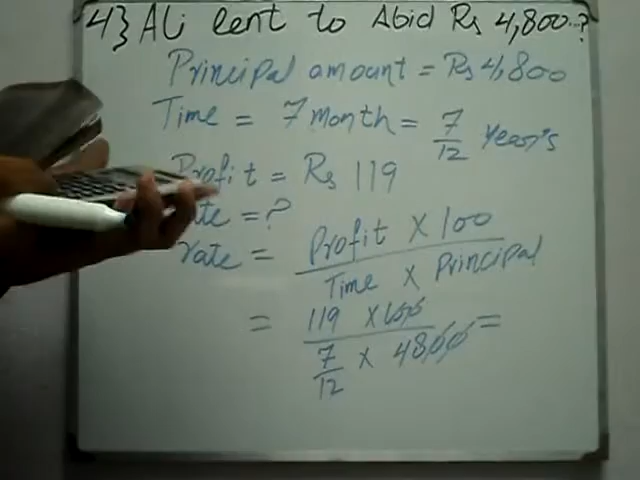 4} Ali lent to Abid Rs 4,800..?
Principal amount = Rs 4,800
Time = 7 month = 7/12 Year's
Profit = Rs 119
rate = ?
rate = Profit × 100 / Time × Principal
= 119 × 100 / 7/12 × 4800 =